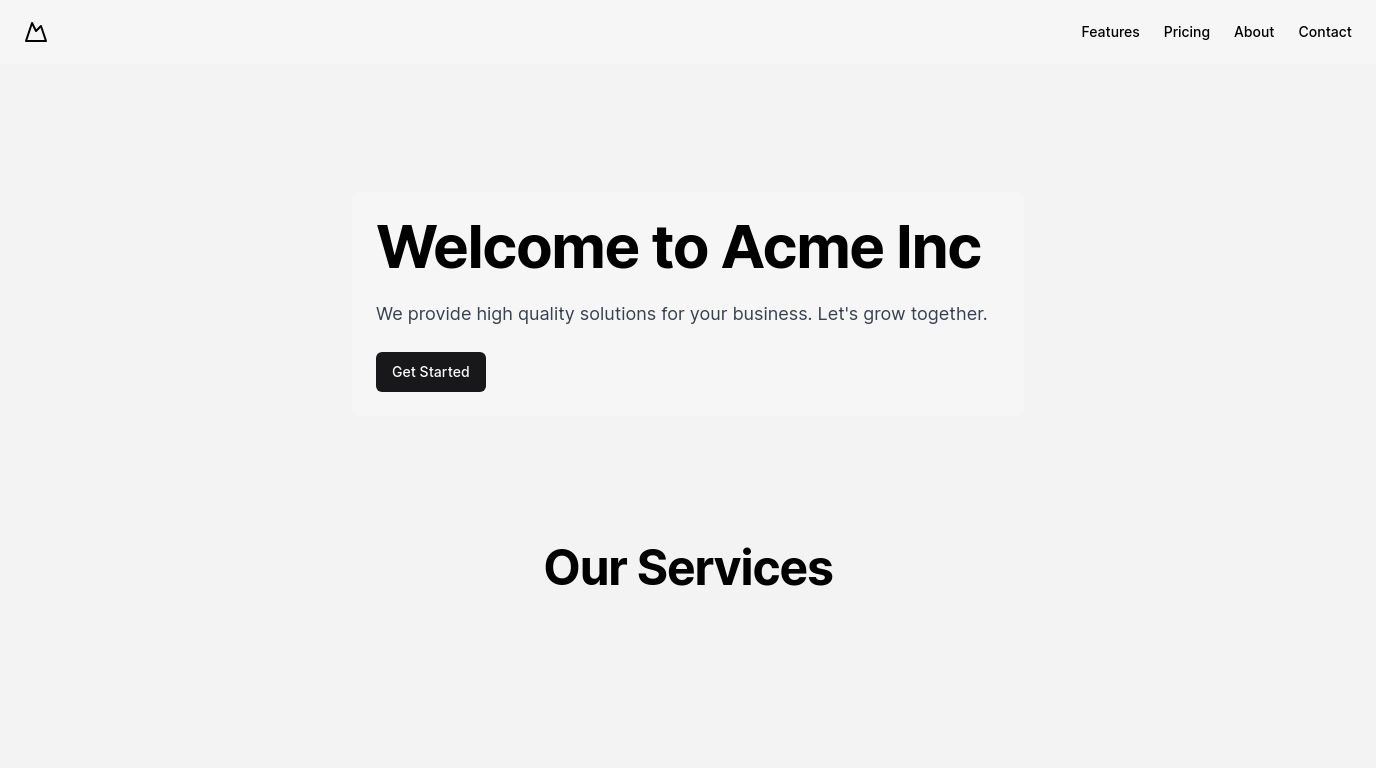 Features Pricing About Contact
Welcome to Acme Inc
We provide high quality solutions for your business. Let's grow together.
Get Started
Our Services